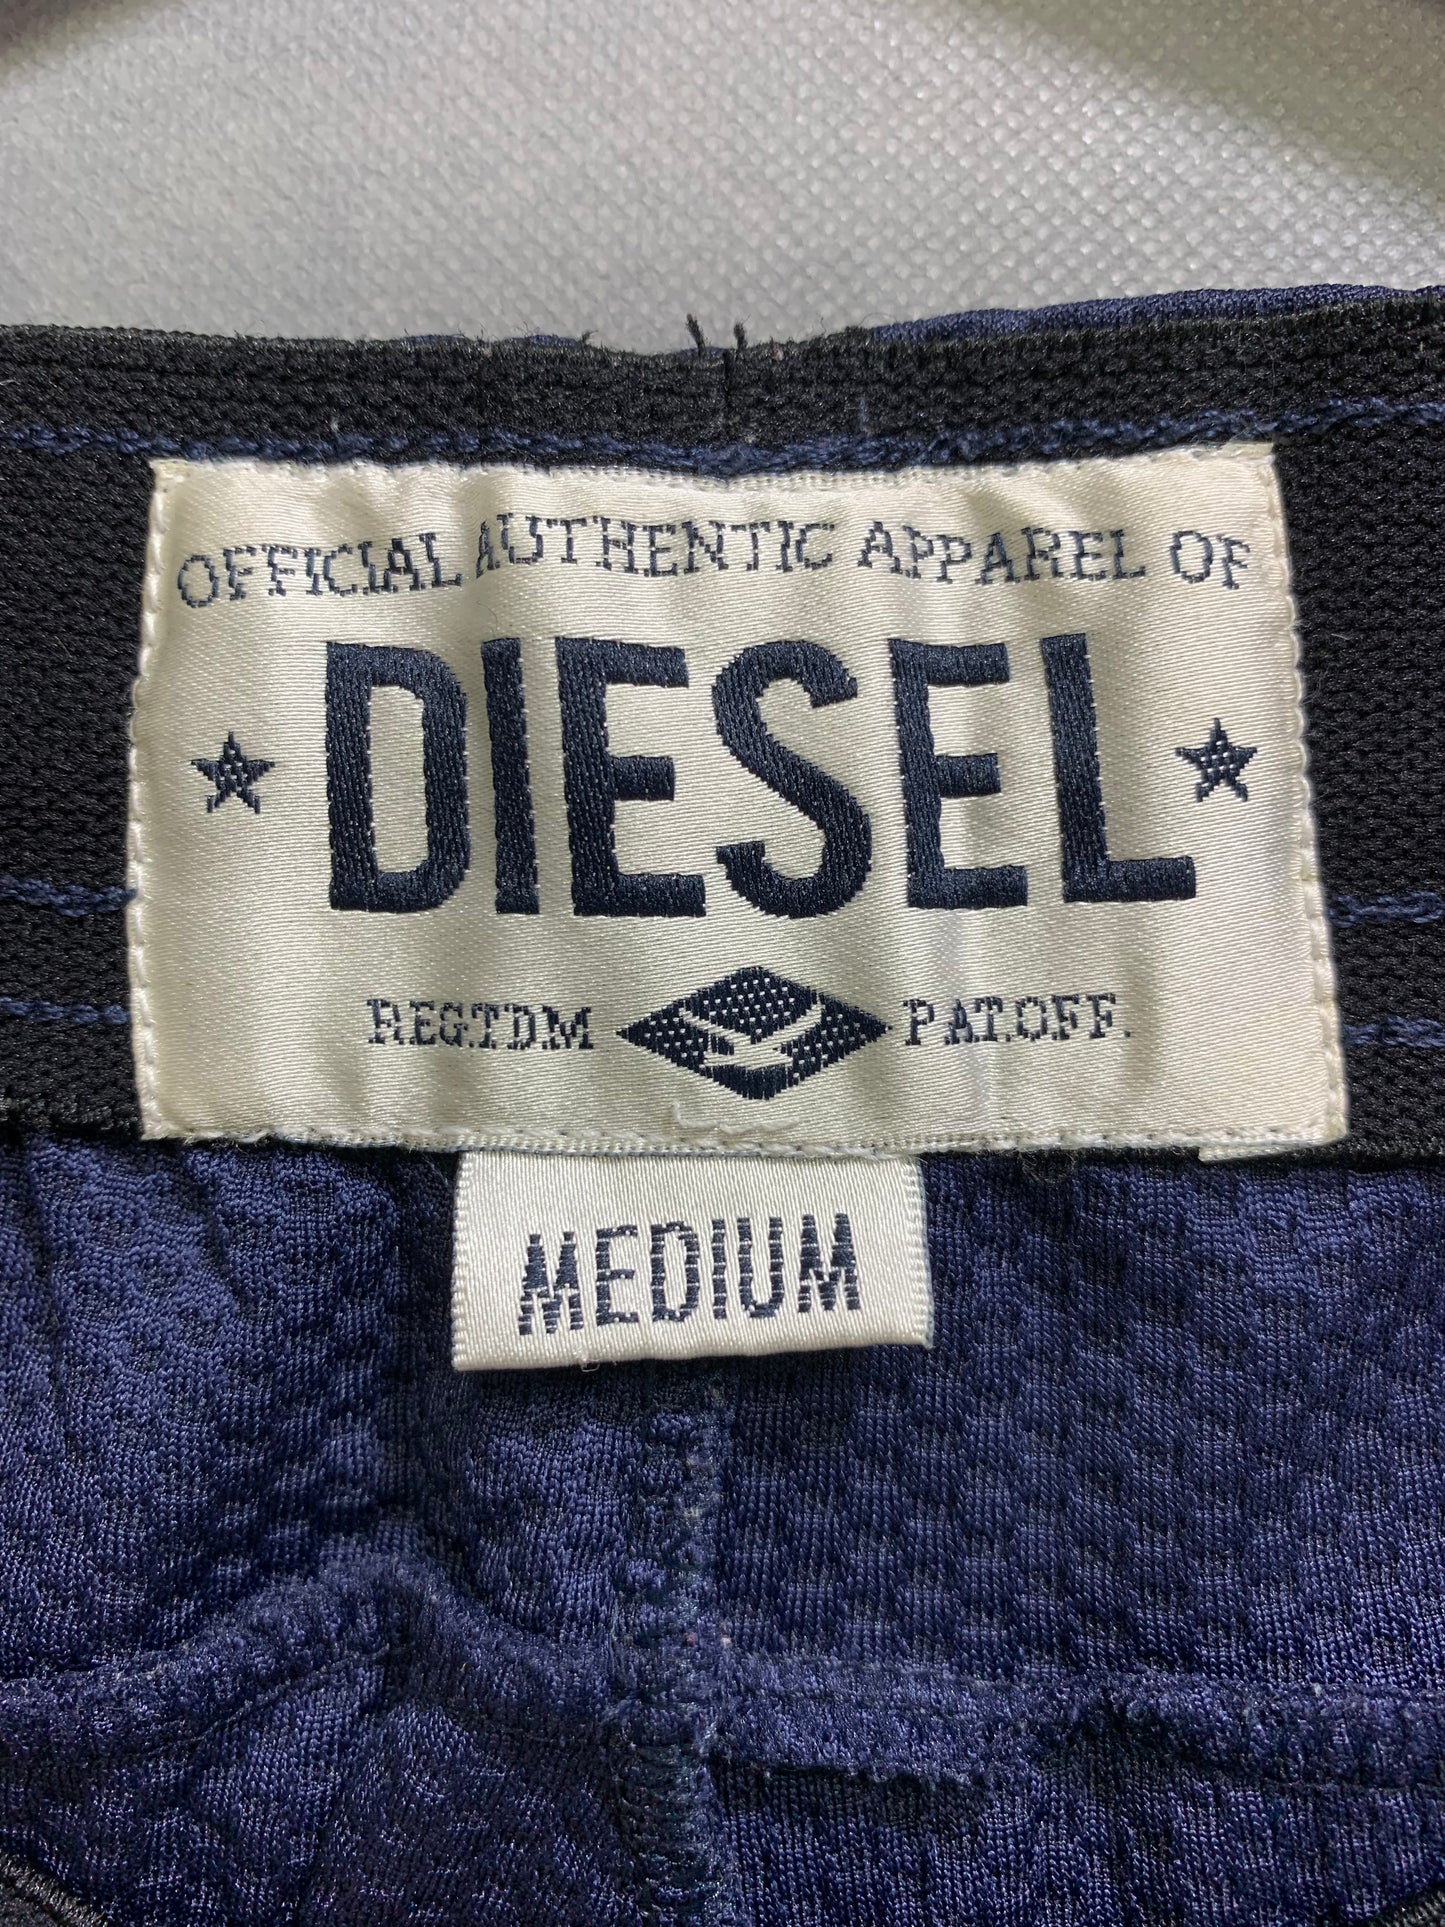 OFFICIAL AUTHENTIC APPAREL OF
DIESEL
REG.T.D.M PAT.OFF.
MEDIUM